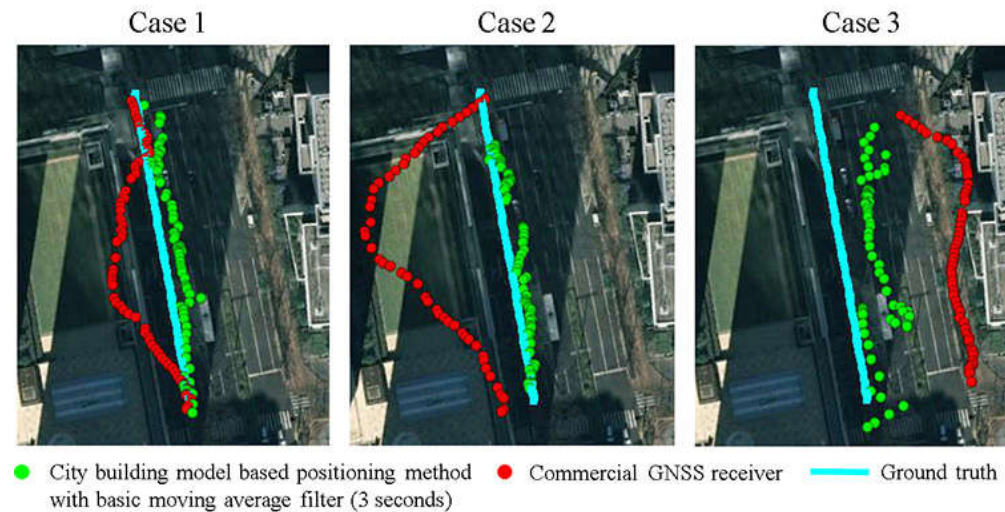 Case 1
Case 2
Case 3
City building model based positioning method
with basic moving average filter (3 seconds)
Commercial GNSS receiver
Ground truth